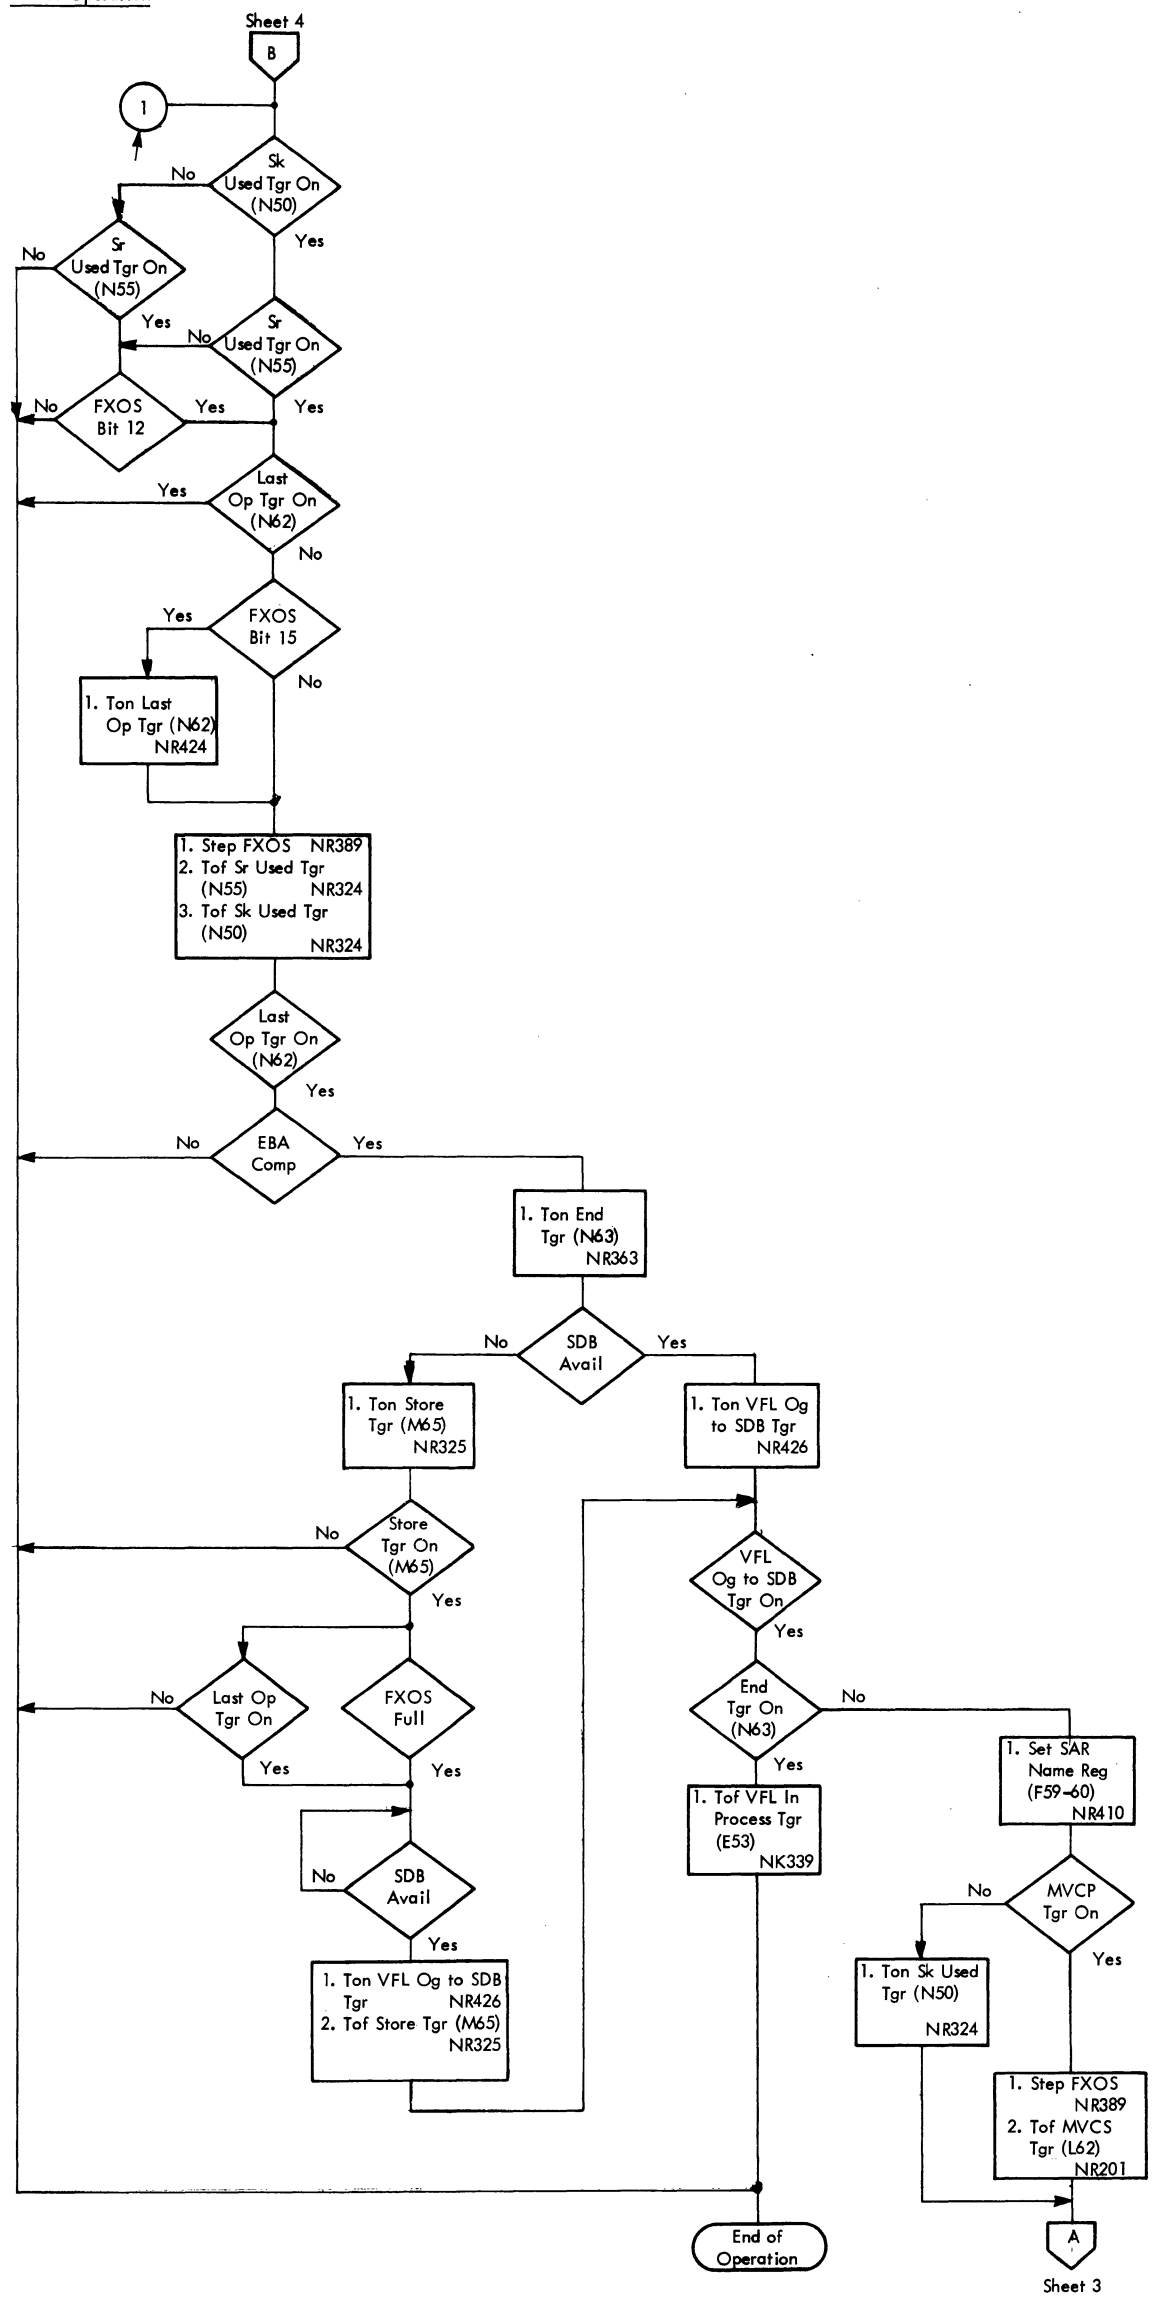 Sheet 4
B
1
Sk
Used Tgr On
(N50)
No
Yes
Sr
Used Tgr On
(N55)
No
Yes
Sr
Used Tgr On
(N55)
No
Yes
FXOS
Bit 12
No
Yes
Last
Op Tgr On
(N62)
Yes
No
FXOS
Bit 15
Yes
No
1. Ton Last
Op Tgr (N62)
NR424
1. Step FXOS NR389
2. Tof Sr Used Tgr
(N55) NR324
3. Tof Sk Used Tgr
(N50)
NR324
Last
Op Tgr On
(N62)
Yes
EBA
Comp
No
Yes
1. Ton End
Tgr (N63)
NR363
SDB
Avail
No
Yes
1. Ton Store
Tgr (M65)
NR325
1. Ton VFL Og
to SDB Tgr
NR426
Store
Tgr On
(M65)
No
Yes
VFL
Og to SDB
Tgr On
Yes
Last Op
Tgr On
No
Yes
FXOS
Full
Yes
End
Tgr On
(N63)
No
Yes
1. Set SAR
Name Reg
(F59-60)
NR410
1. Tof VFL In
Process Tgr
(E53)
NK339
SDB
Avail
No
Yes
MVCP
Tgr On
No
Yes
1. Ton VFL Og to SDB
Tgr NR426
2. Tof Store Tgr (M65)
NR325
1. Ton Sk Used
Tgr (N50)
NR324
1. Step FXOS
NR389
2. Tof MVCS
Tgr (L62)
NR201
End of
Operation
A
Sheet 3